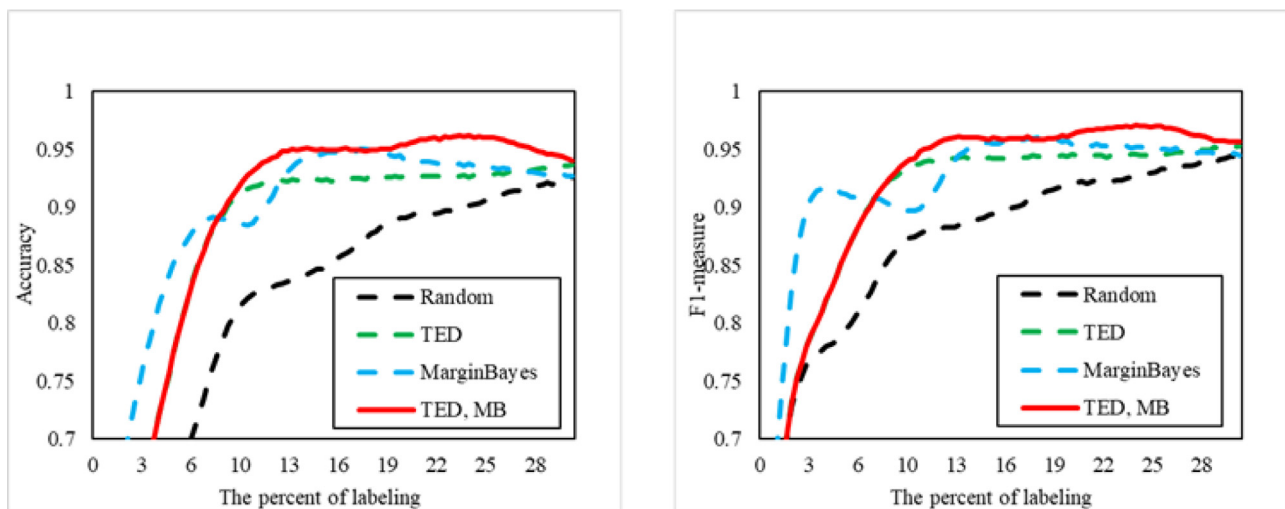 1
0.95
0.9
0.85
0.8
0.75
0.7
Accuracy
0 3 6 10 13 16 19 22 25 28
The percent of labeling
Random
TED
MarginBayes
TED, MB
1
0.95
0.9
0.85
0.8
0.75
0.7
F1-measure
0 3 6 10 13 16 19 22 25 28
The percent of labeling
Random
TED
MarginBayes
TED, MB